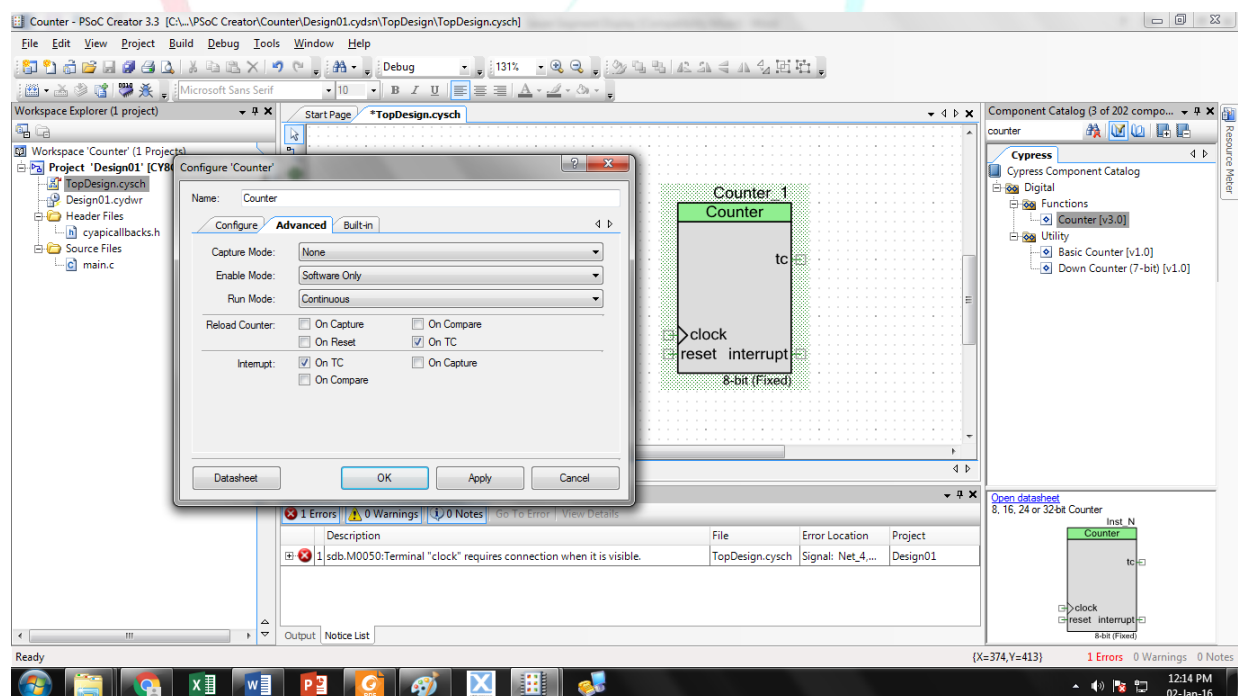 Counter - PSoC Creator 3.3 [C:\...\PSoC Creator\Counter\Design01.cydsn\TopDesign\TopDesign.cysch]
File Edit View Project Build Debug Tools Window Help
Debug 131%
Microsoft Sans Serif 10 B I U A
Workspace Explorer (1 project)
Workspace 'Counter' (1 Projects)
Project 'Design01' [CY8
TopDesign.cysch
Design01.cydwr
Header Files
cyapicallbacks.h
Source Files
main.c
Start Page *TopDesign.cysch
Configure 'Counter'
Name: Counter
Configure Advanced Built-in
Capture Mode: None
Enable Mode: Software Only
Run Mode: Continuous
Reload Counter: On Capture On Compare
On Reset On TC
Interrupt: On TC On Capture
On Compare
Datasheet OK Apply Cancel
Counter_1
Counter
tc
clock
reset interrupt
8-bit (Fixed)
Component Catalog (3 of 202 compo...
counter
Cypress
Cypress Component Catalog
Digital
Functions
Counter [v3.0]
Utility
Basic Counter [v1.0]
Down Counter (7-bit) [v1.0]
Resource Meter
Open datasheet
8, 16, 24 or 32-bit Counter
Inst_N
Counter
tc
clock
reset interrupt
8-bit (Fixed)
1 Errors 0 Warnings 0 Notes Go To Error View Details
Description File Error Location Project
1 sdb.M0050:Terminal "clock" requires connection when it is visible. TopDesign.cysch Signal: Net_4,... Design01
Output Notice List
Ready {X=374,Y=413} 1 Errors 0 Warnings 0 Notes
12:14 PM
02-Jan-16